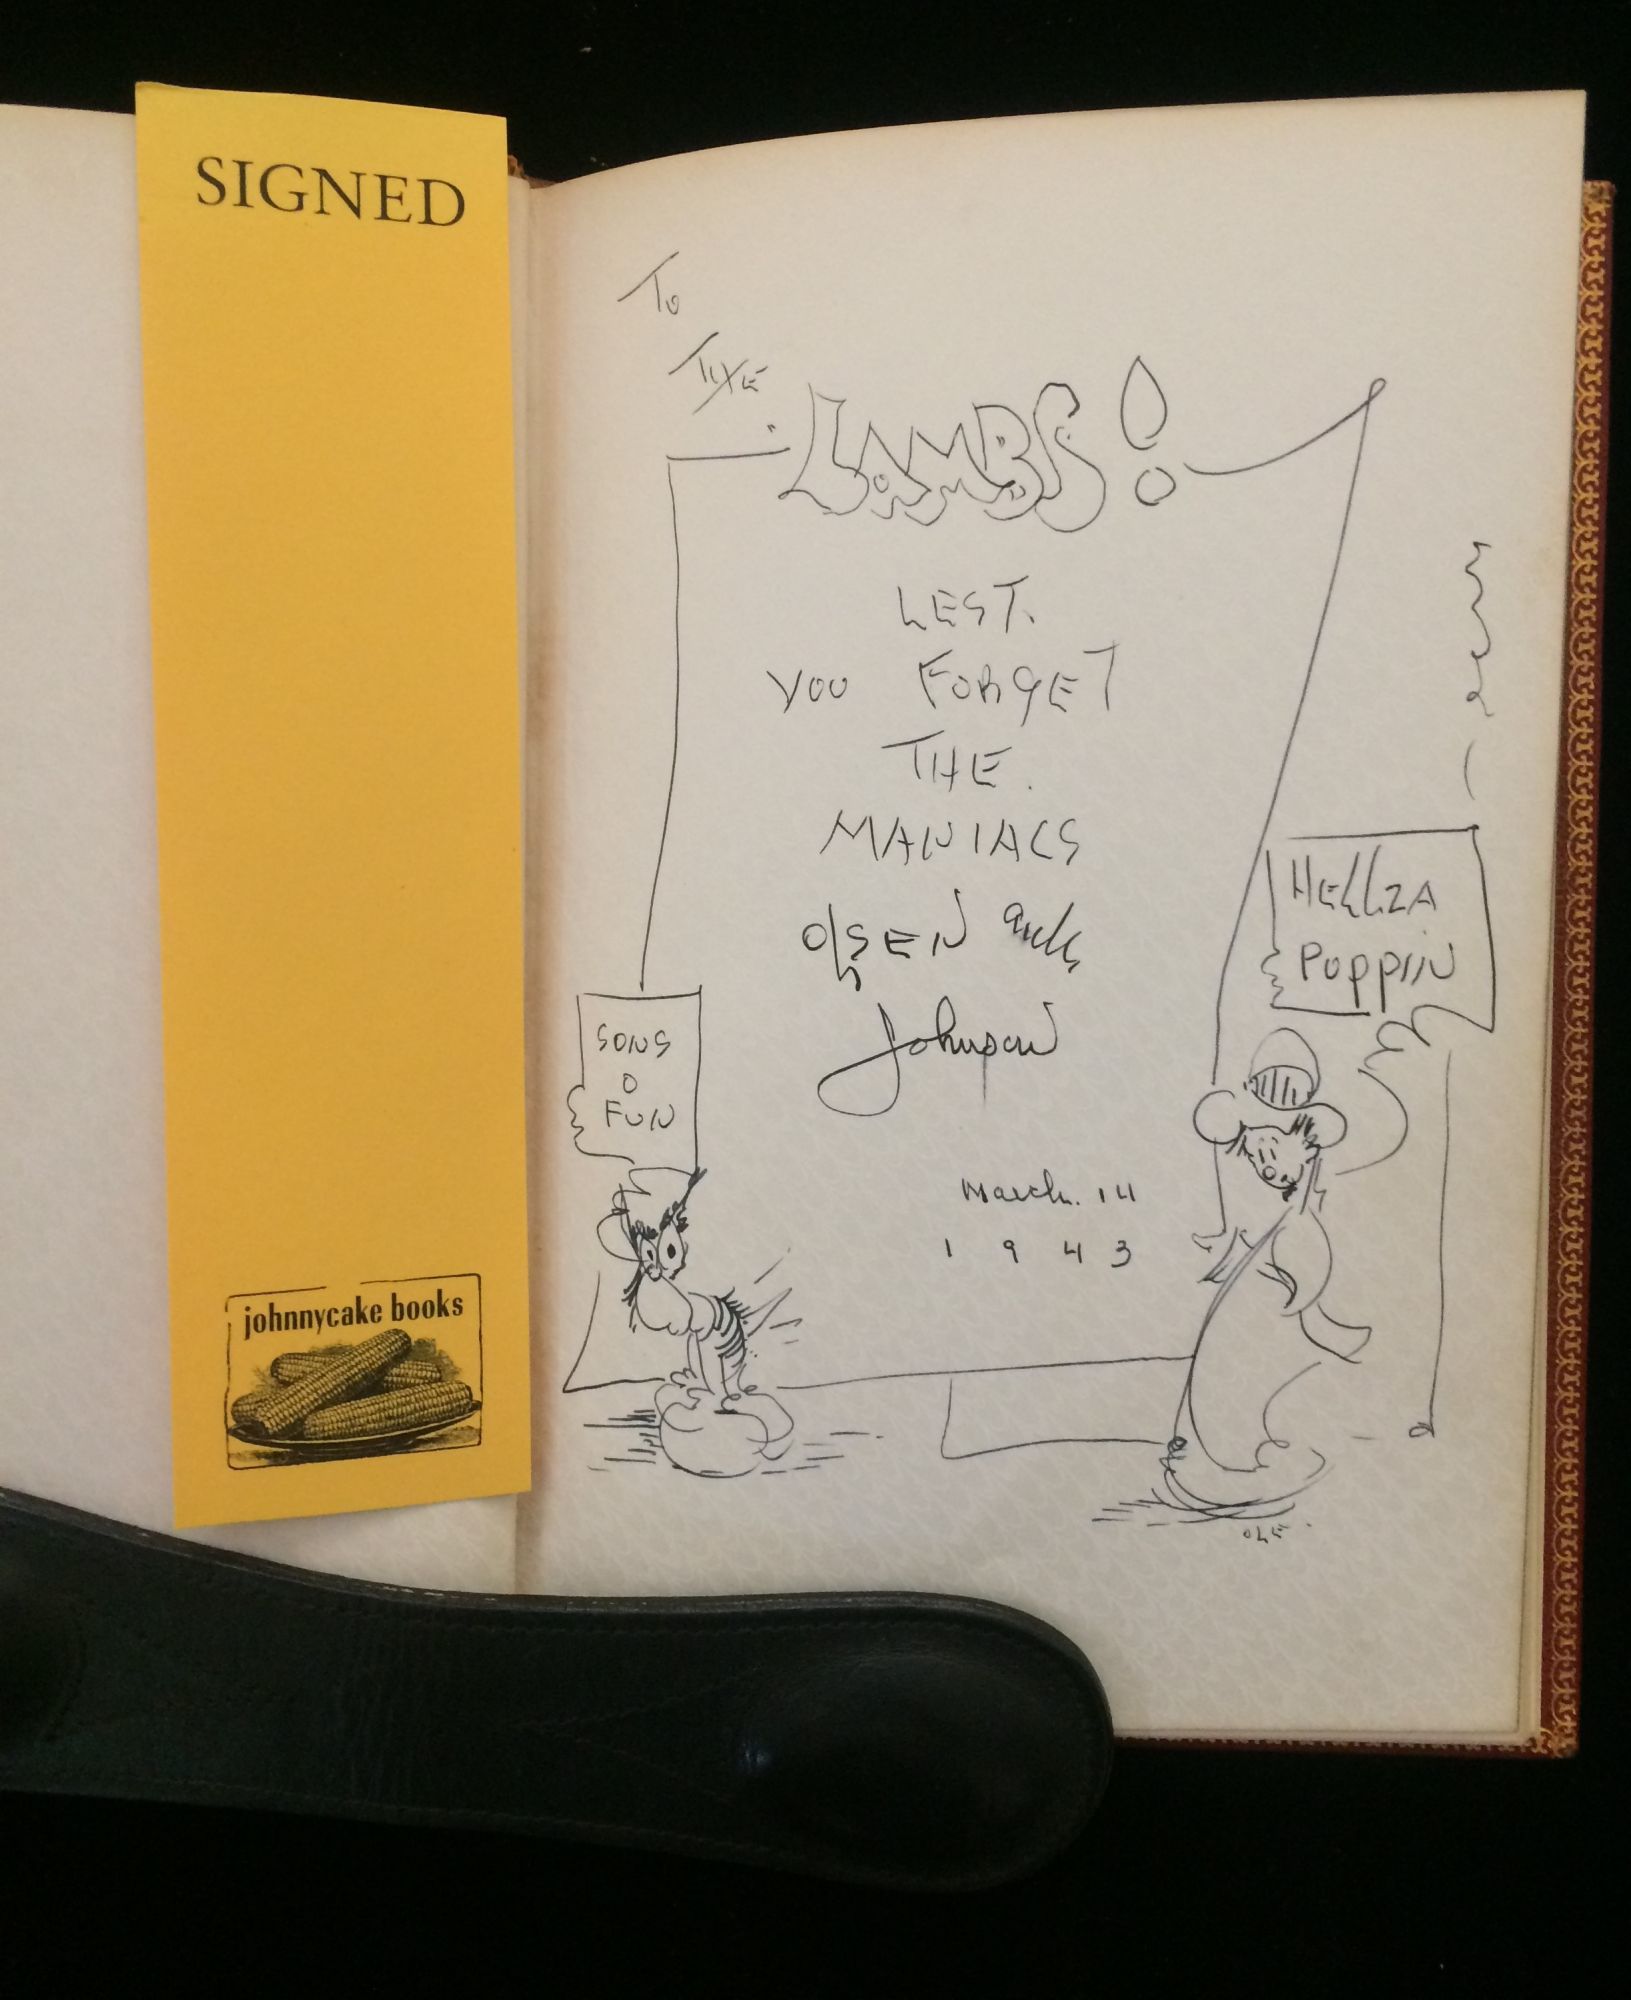 SIGNED
johnnycake books
To
THE
LAMBS!
LEST.
YOU FORGET
THE.
MANIACS
OLSEN and
Johnson
March. 14
1943
SONS
O
FUN
HELLZA
POPPIN
OLE.